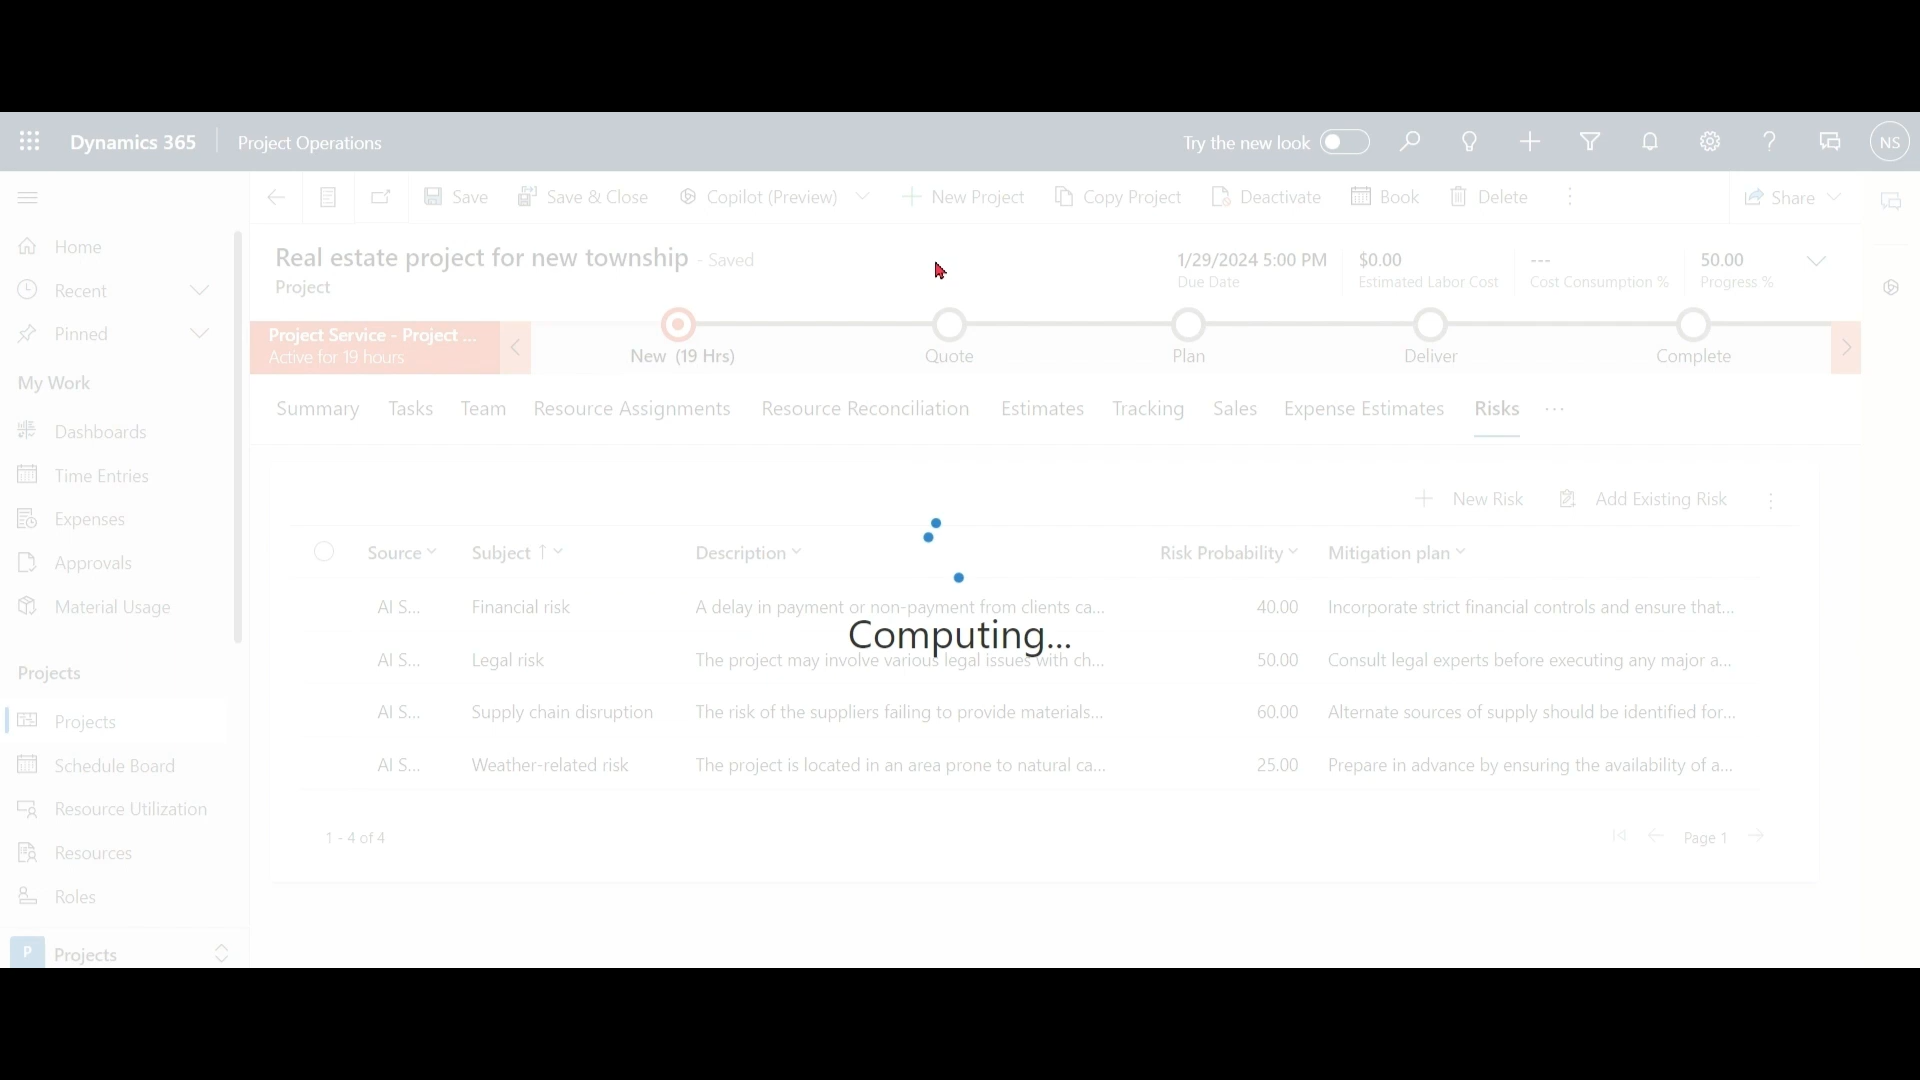 Dynamics 365 Project Operations Try the new look NS
Save Save & Close Copilot (Preview) New Project Copy Project Deactivate Book Delete Share
Home
Recent
Pinned
My Work
Dashboards
Time Entries
Expenses
Approvals
Material Usage
Projects
Projects
Schedule Board
Resource Utilization
Resources
Roles
P Projects
Real estate project for new township - Saved
Project
1/29/2024 5:00 PM $0.00 --- 50.00
Due Date Estimated Labor Cost Cost Consumption % Progress %
Project Service - Project ...
Active for 19 hours
New (19 Hrs) Quote Plan Deliver Complete
Summary Tasks Team Resource Assignments Resource Reconciliation Estimates Tracking Sales Expense Estimates Risks ...
New Risk Add Existing Risk
Source Subject Description Risk Probability Mitigation plan
AI S... Financial risk A delay in payment or non-payment from clients ca... 40.00 Incorporate strict financial controls and ensure that...
Computing...
AI S... Legal risk The project may involve various legal issues with ch... 50.00 Consult legal experts before executing any major a...
AI S... Supply chain disruption The risk of the suppliers failing to provide materials... 60.00 Alternate sources of supply should be identified for...
AI S... Weather-related risk The project is located in an area prone to natural ca... 25.00 Prepare in advance by ensuring the availability of a...
1 - 4 of 4 Page 1